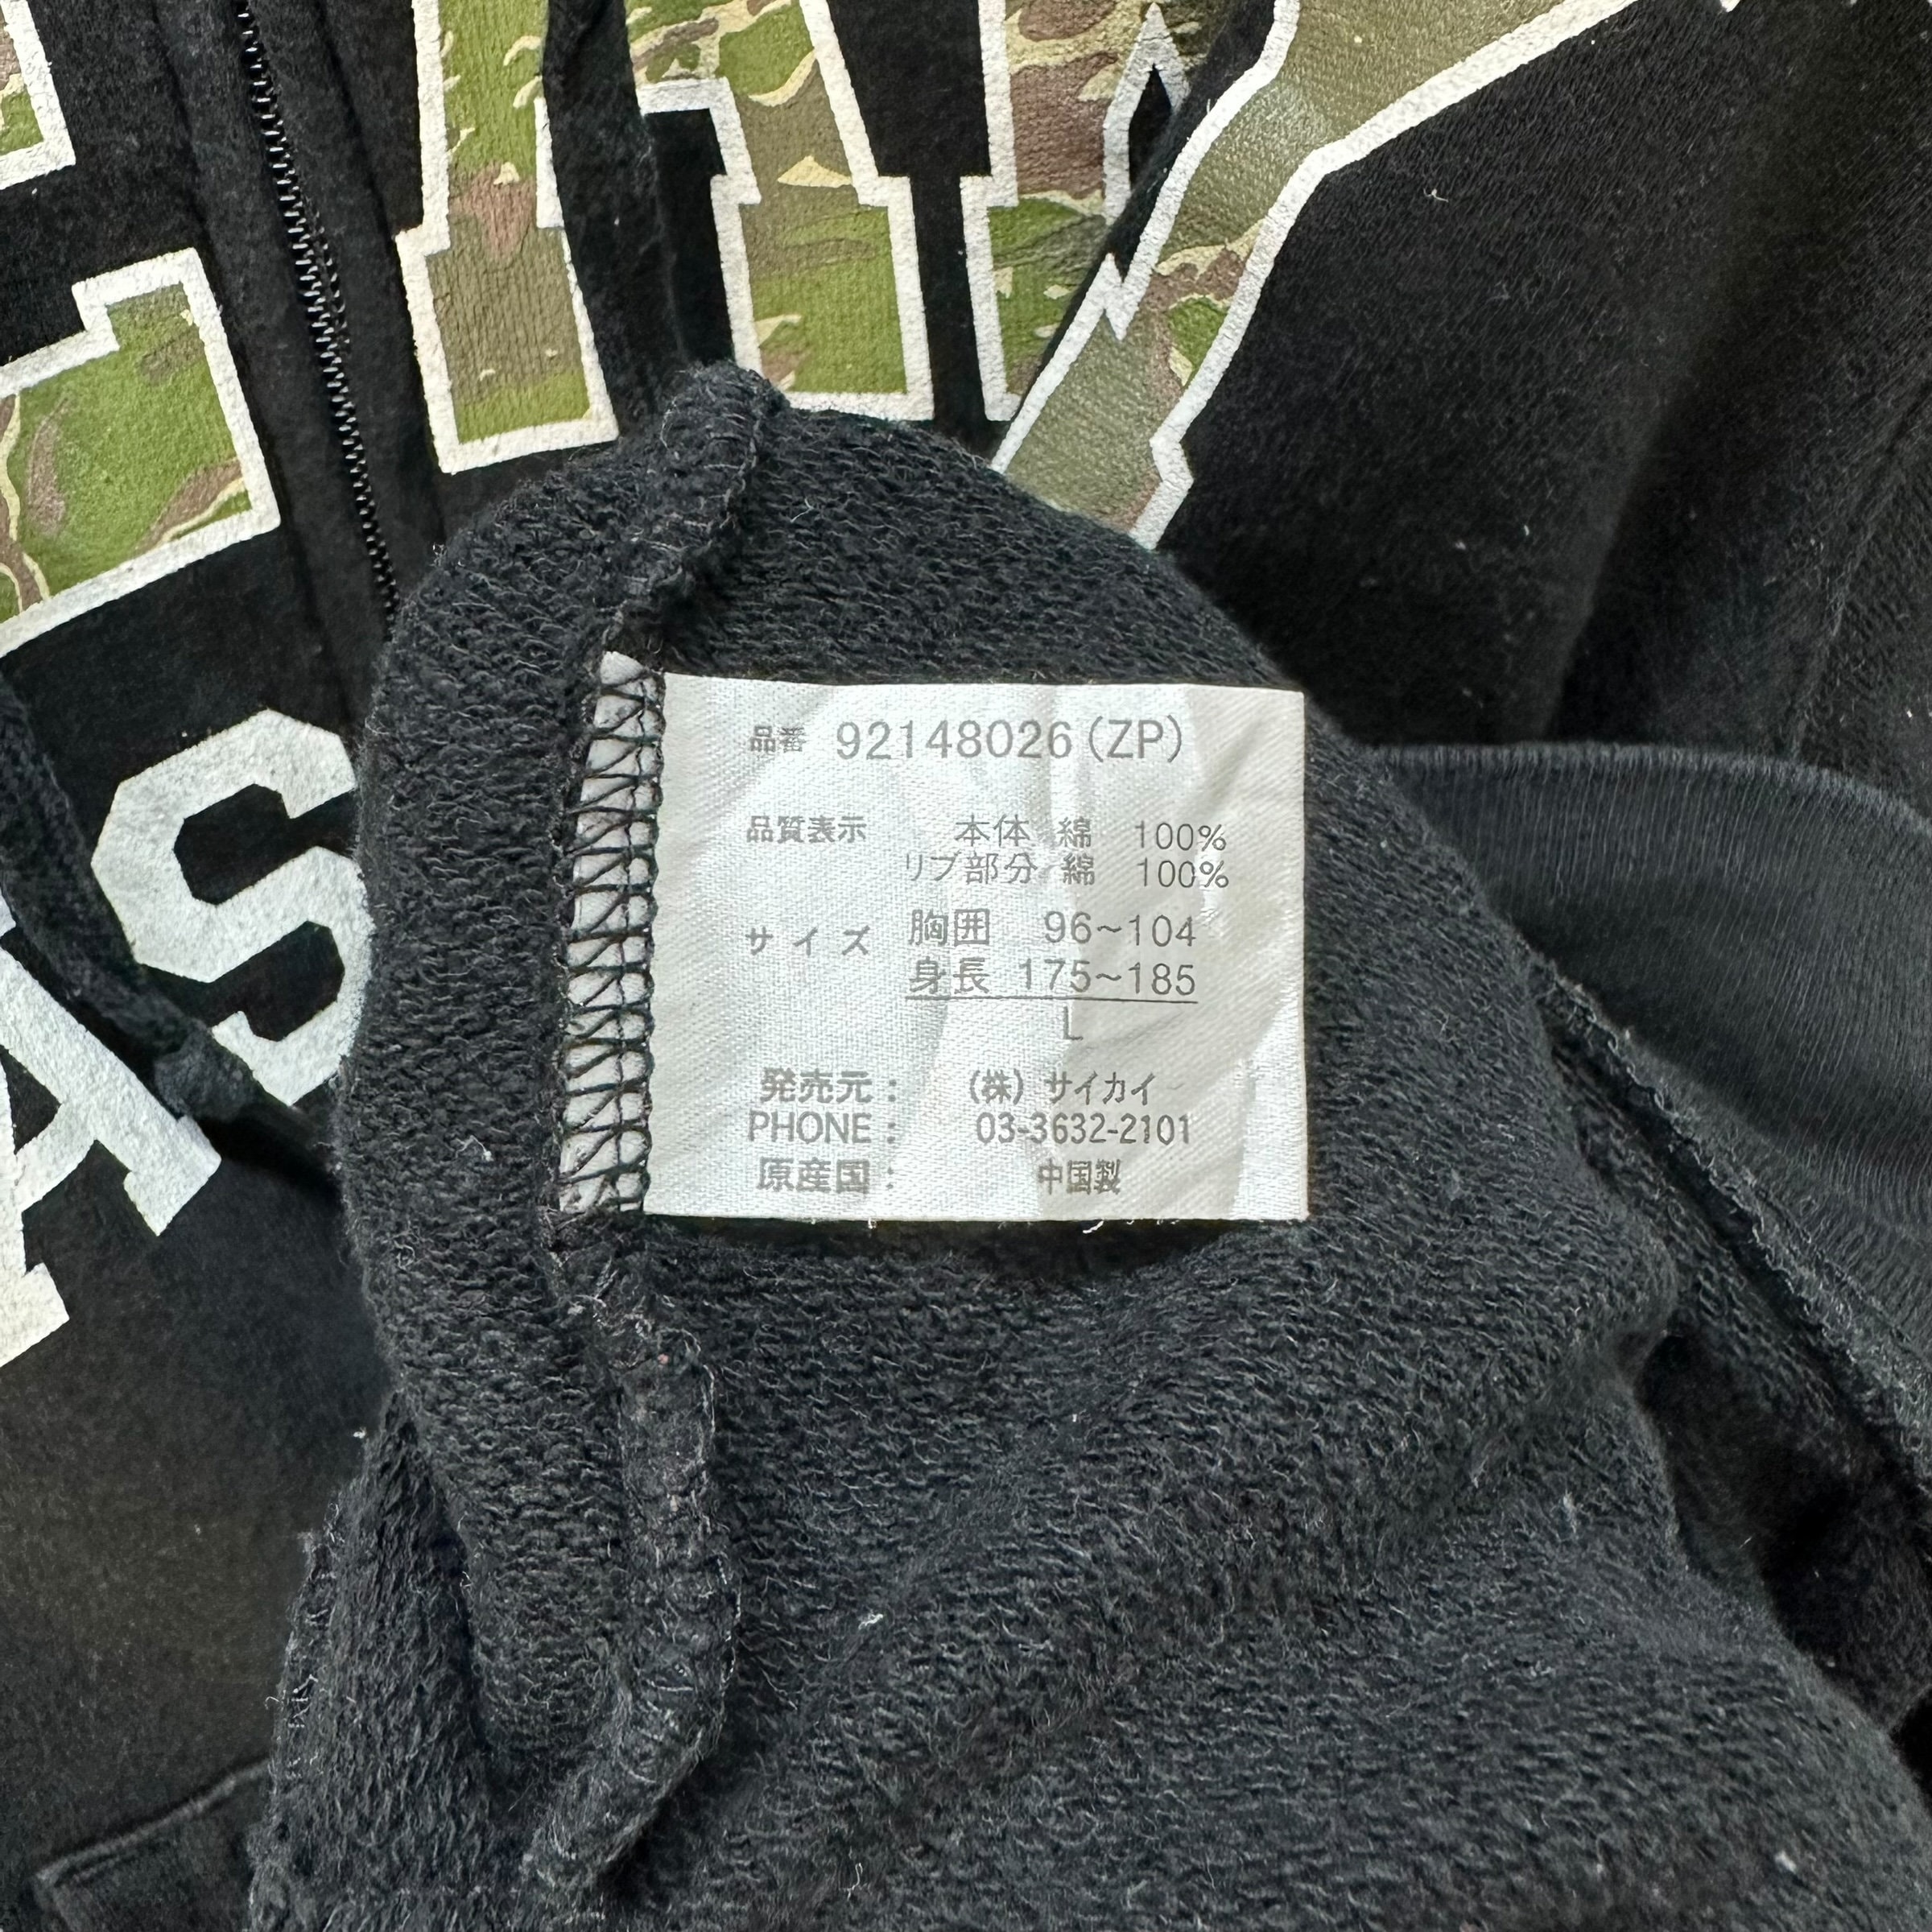 品番 92148026(ZP)
品質表示 本体 綿 100%
リブ部分 綿 100%
サイズ 胸囲 96~104
身長 175~185
L
発売元: (株) サイカイ
PHONE: 03-3632-2101
原産国: 中国製